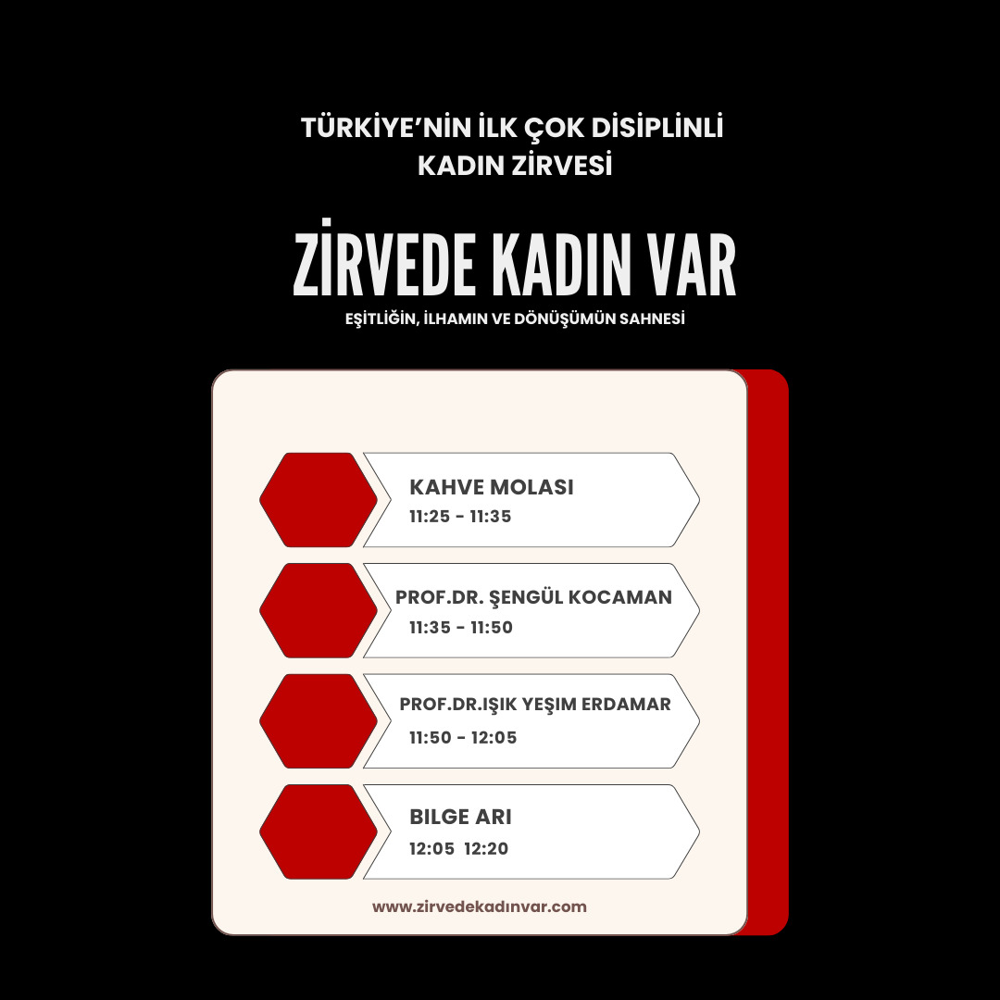 TÜRKİYE’NİN İLK ÇOK DİSİPLİNLİ
KADIN ZİRVESİ
ZİRVEDE KADIN VAR
EŞİTLİĞİN, İLHAMIN VE DÖNÜŞÜMÜN SAHNESİ
KAHVE MOLASI
11:25 - 11:35
PROF.DR. ŞENGÜL KOCAMAN
11:35 - 11:50
PROF.DR.IŞIK YEŞIM ERDAMAR
11:50 - 12:05
BILGE ARI
12:05 12:20
www.zirvedekadınvar.com